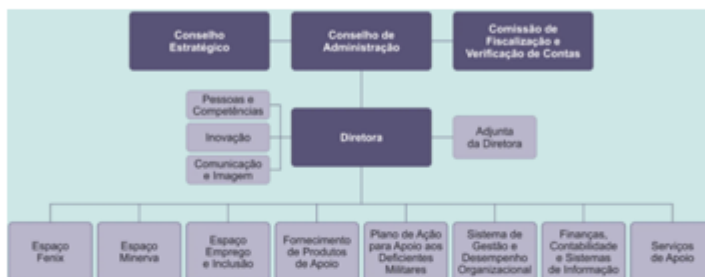 Conselho
Estratégico
Conselho de
Administração
Comissão de
Fiscalização e
Verificação de Contas
Pessoas e
Competências
Inovação
Comunicação
e Imagem
Diretora
Adjunta
da Diretora
Espaço
Fenix
Espaço
Minerva
Espaço
Emprego
e Inclusão
Fornecimento
de Produtos
de Apoio
Plano de Ação
para Apoio aos
Deficientes
Militares
Sistema de
Gestão e
Desempenho
Organizacional
Finanças,
Contabilidade
e Sistemas
de Informação
Serviços
de Apoio